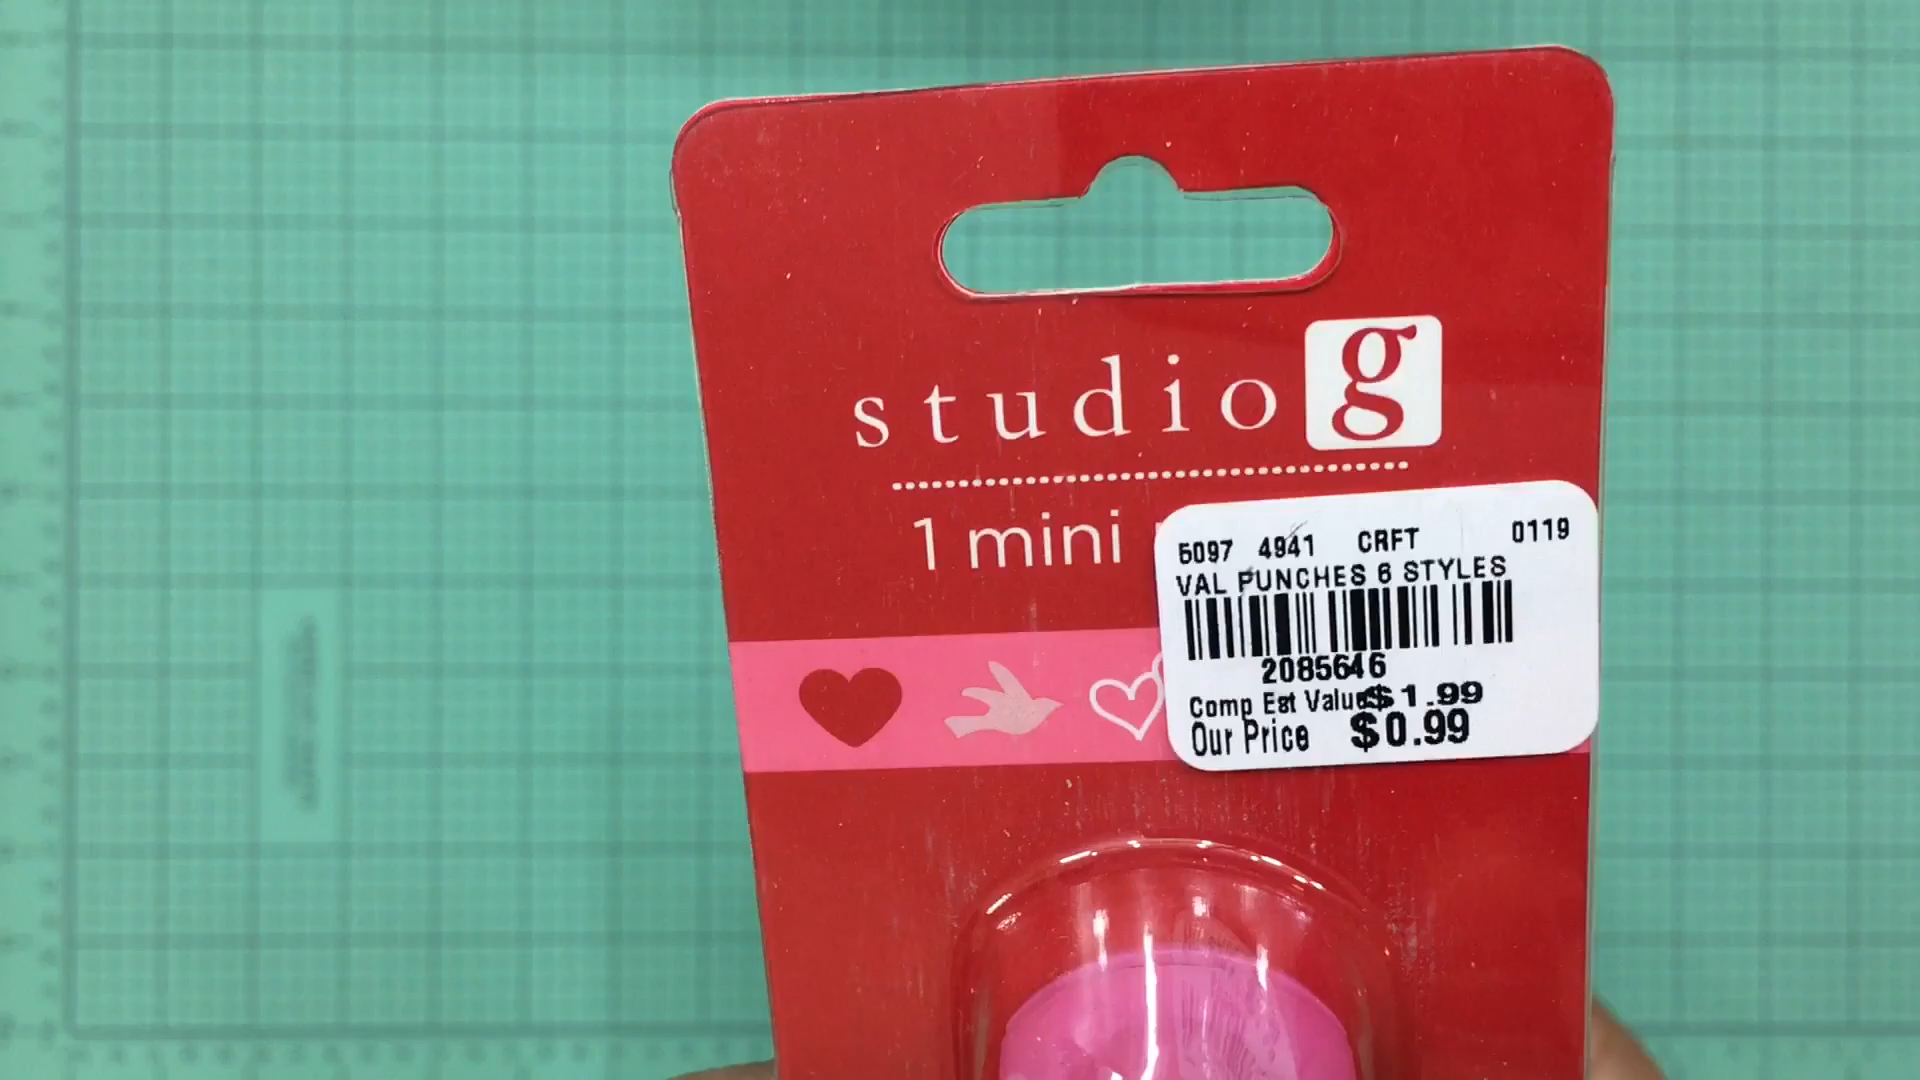 studio g
1 mini
5097 4941 CRFT 0119
VAL PUNCHES 6 STYLES
2085646
Comp Est Value $1.99
Our Price $0.99